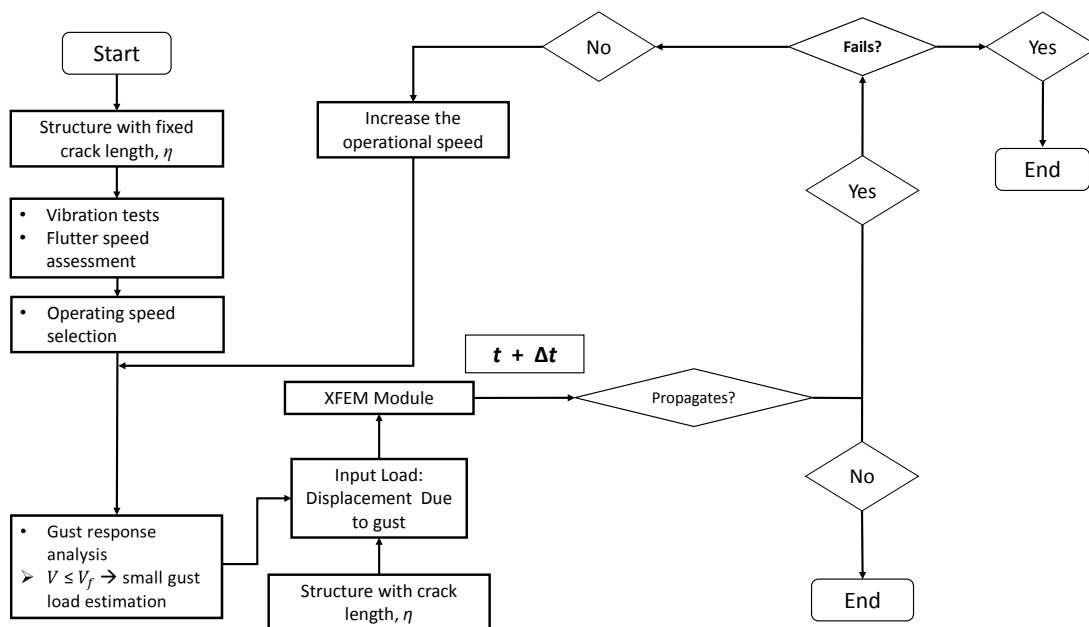 Start
Structure with fixed
crack length, η
• Vibration tests
• Flutter speed
assessment
• Operating speed
selection
• Gust response
analysis
➢ V ≤ V_f → small gust
load estimation
Structure with crack
length, η
Input Load:
Displacement Due
to gust
XFEM Module
t + Δt
Propagates?
No
End
Yes
Fails?
Yes
End
No
Increase the
operational speed